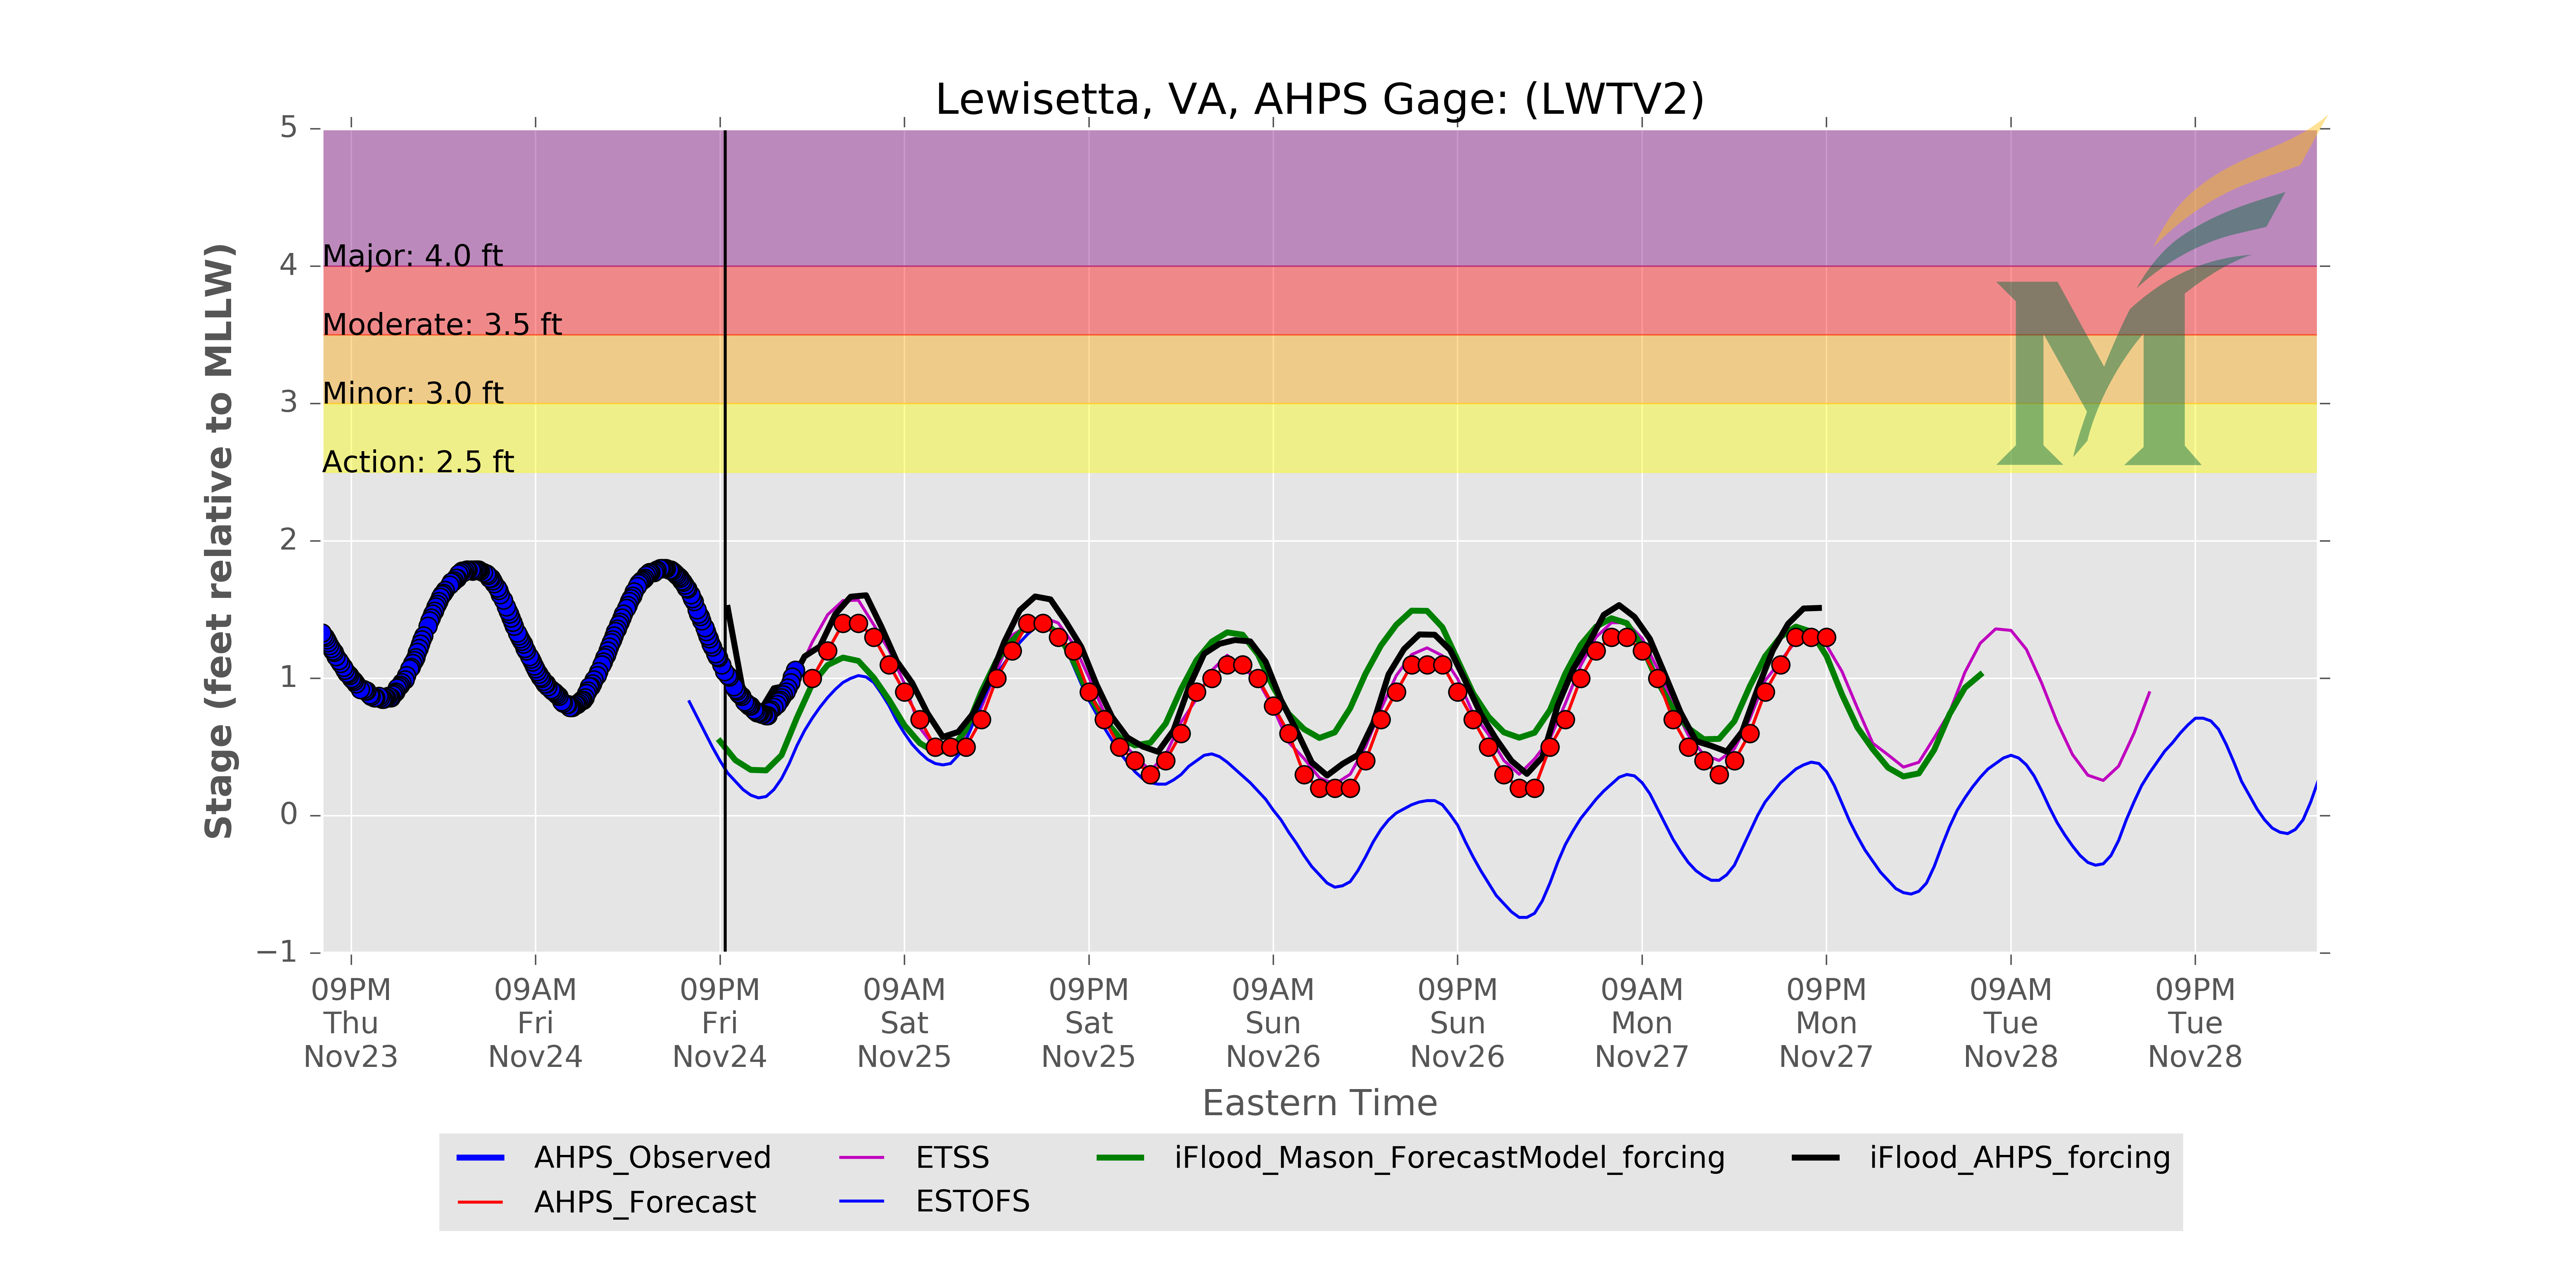 Lewisetta, VA, AHPS Gage: (LWTV2)
Stage (feet relative to MLLW)
5
4
3
2
1
0
−1
Major: 4.0 ft
Moderate: 3.5 ft
Minor: 3.0 ft
Action: 2.5 ft
M
09PM 09AM 09PM 09AM 09PM 09AM 09PM 09AM 09PM 09AM 09PM
Thu Fri Fri Sat Sat Sun Sun Mon Mon Tue Tue
Nov23 Nov24 Nov24 Nov25 Nov25 Nov26 Nov26 Nov27 Nov27 Nov28 Nov28
Eastern Time
AHPS_Observed ETSS iFlood_Mason_ForecastModel_forcing iFlood_AHPS_forcing
AHPS_Forecast ESTOFS